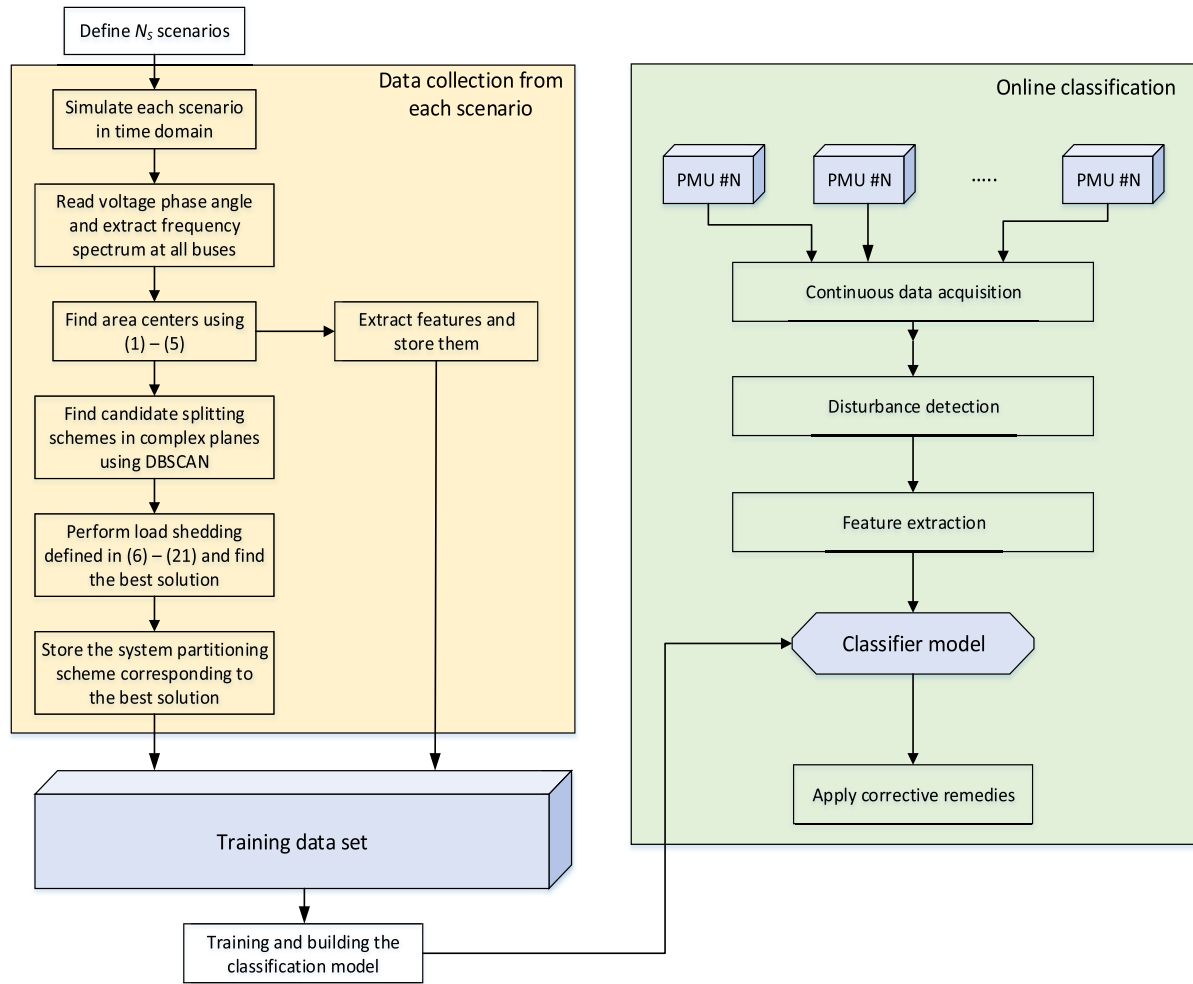 Define Ns scenarios
Data collection from
each scenario
Simulate each scenario
in time domain
Read voltage phase angle
and extract frequency
spectrum at all buses
Find area centers using
(1) – (5)
Extract features and
store them
Find candidate splitting
schemes in complex planes
using DBSCAN
Perform load shedding
defined in (6) – (21) and find
the best solution
Store the system partitioning
scheme corresponding to
the best solution
Training data set
Training and building the
classification model
Online classification
PMU #N
PMU #N
.....
PMU #N
Continuous data acquisition
Disturbance detection
Feature extraction
Classifier model
Apply corrective remedies